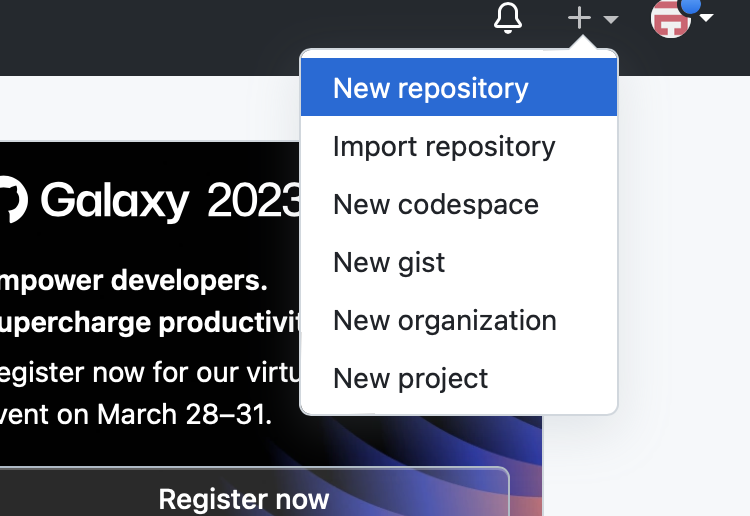 New repository
Import repository
New codespace
New gist
New organization
New project
Galaxy 2023
mpower developers.
upercharge productivit
egister now for our virtu
vent on March 28–31.
Register now